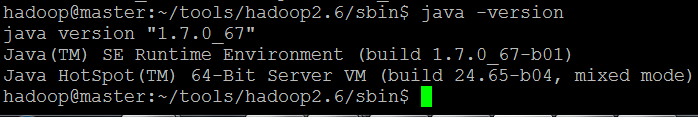 hadoop@master:~/tools/hadoop2.6/sbin$ java -version
java version "1.7.0_67"
Java(TM) SE Runtime Environment (build 1.7.0_67-b01)
Java HotSpot(TM) 64-Bit Server VM (build 24.65-b04, mixed mode)
hadoop@master:~/tools/hadoop2.6/sbin$